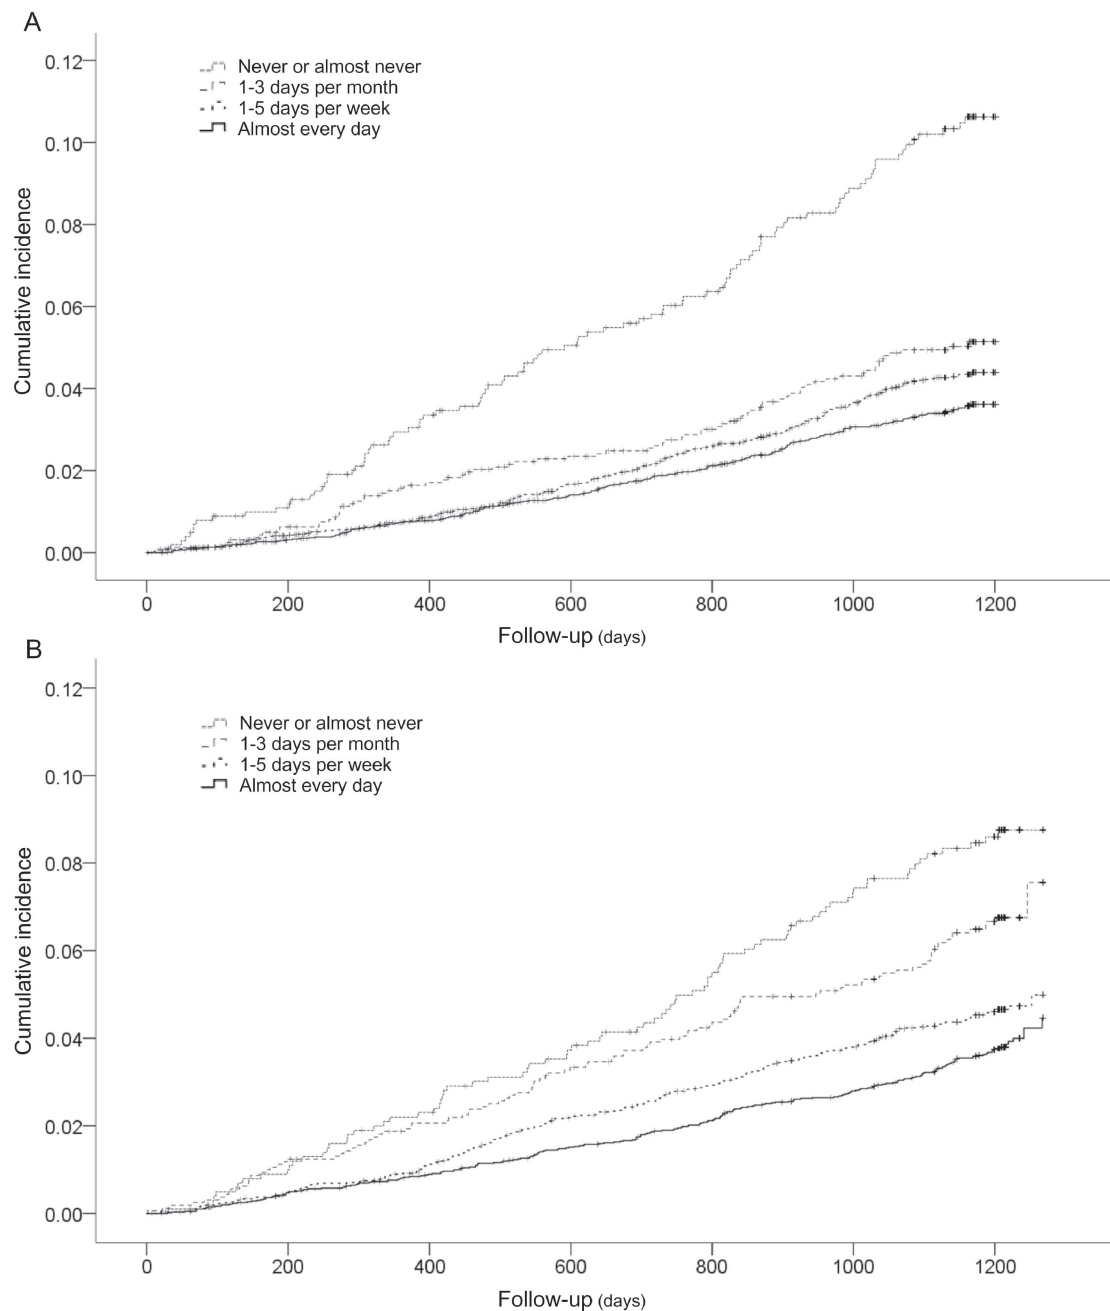 A
0.12
Never or almost never
1-3 days per month
1-5 days per week
Almost every day
0.10
0.08
0.06
0.04
0.02
0.00
Cumulative incidence
0 200 400 600 800 1000 1200
Follow-up (days)
B
0.12
Never or almost never
1-3 days per month
1-5 days per week
Almost every day
0.10
0.08
0.06
0.04
0.02
0.00
Cumulative incidence
0 200 400 600 800 1000 1200
Follow-up (days)